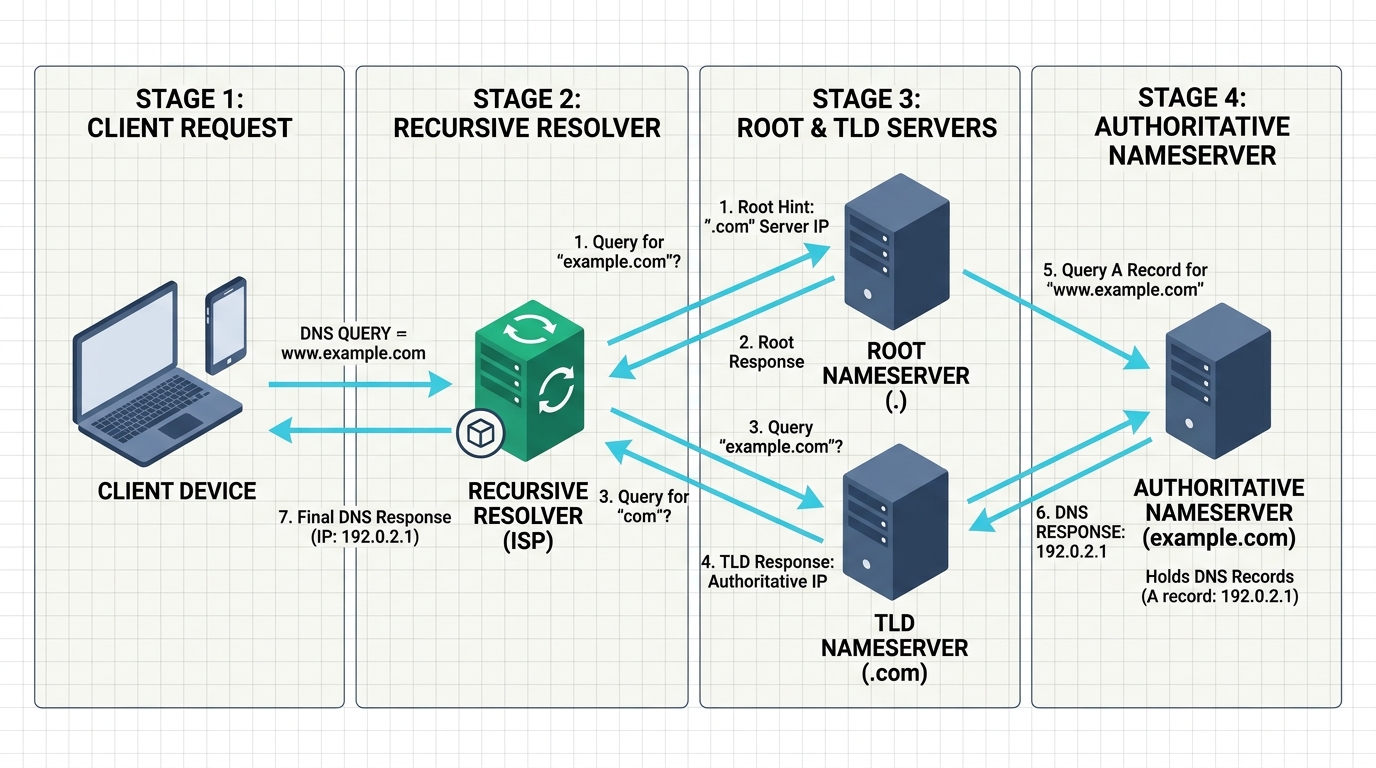 STAGE 1:
CLIENT REQUEST
DNS QUERY =
www.example.com
CLIENT DEVICE
7. Final DNS Response
(IP: 192.0.2.1)
STAGE 2:
RECURSIVE RESOLVER
1. Query for
“example.com”?
RECURSIVE
RESOLVER
(ISP)
3. Query for
“com”?
STAGE 3:
ROOT & TLD SERVERS
1. Root Hint:
”.com" Server IP
2. Root
Response
ROOT
NAMESERVER
(.)
3. Query
“example.com”?
4. TLD Response:
Authoritative IP
TLD
NAMESERVER
(.com)
STAGE 4:
AUTHORITATIVE
NAMESERVER
5. Query A Record for
“www.example.com”
6. DNS
RESPONSE:
192.0.2.1
AUTHORITATIVE
NAMESERVER
(example.com)
Holds DNS Records
(A record: 192.0.2.1)